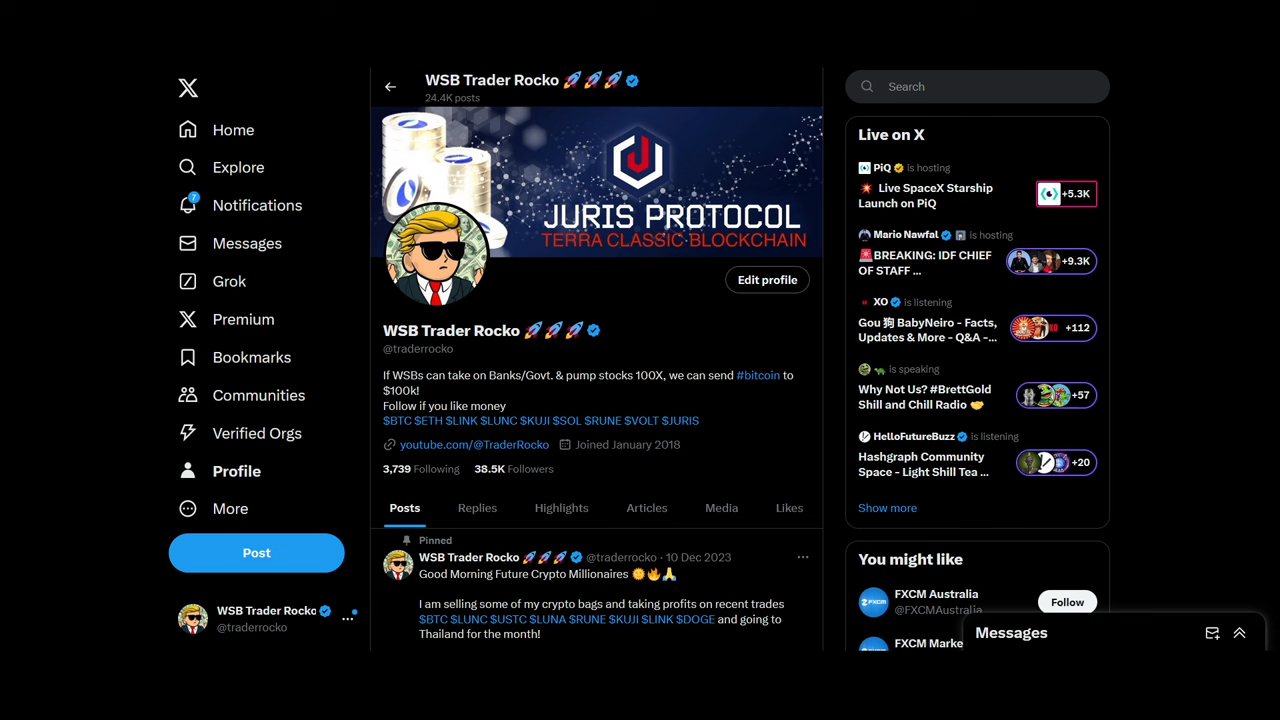 Home
Explore
7
Notifications
Messages
Grok
Premium
Bookmarks
Communities
Verified Orgs
Profile
More
Post
WSB Trader Rocko
@traderrocko
WSB Trader Rocko 🚀🚀🚀
24.4K posts
JURIS PROTOCOL
TERRA CLASSIC BLOCKCHAIN
Edit profile
WSB Trader Rocko 🚀🚀🚀
@traderrocko
If WSBs can take on Banks/Govt. & pump stocks 100X, we can send #bitcoin to
$100k!
Follow if you like money
$BTC $ETH $LINK $LUNC $KUJI $SOL $RUNE $VOLT $JURIS
youtube.com/@TraderRocko Joined January 2018
3,739 Following 38.5K Followers
Posts Replies Highlights Articles Media Likes
Pinned
WSB Trader Rocko 🚀🚀🚀 @traderrocko · 10 Dec 2023
Good Morning Future Crypto Millionaires 🌞🔥🙏
I am selling some of my crypto bags and taking profits on recent trades
$BTC $LUNC $USTC $LUNA $RUNE $KUJI $LINK $DOGE and going to
Thailand for the month!
Search
Live on X
PiQ is hosting
💥 Live SpaceX Starship
Launch on PiQ
+5.3K
Mario Nawfal is hosting
🚨BREAKING: IDF CHIEF
OF STAFF ...
+9.3K
XO is listening
Gou 狗 BabyNeiro - Facts,
Updates & More - Q&A -...
+112
🐢 is speaking
Why Not Us? #BrettGold
Shill and Chill Radio 🤝
+57
HelloFutureBuzz is listening
Hashgraph Community
Space - Light Shill Tea ...
+20
Show more
You might like
FXCM Australia
@FXCMAustralia
Follow
FXCM Marke
Messages